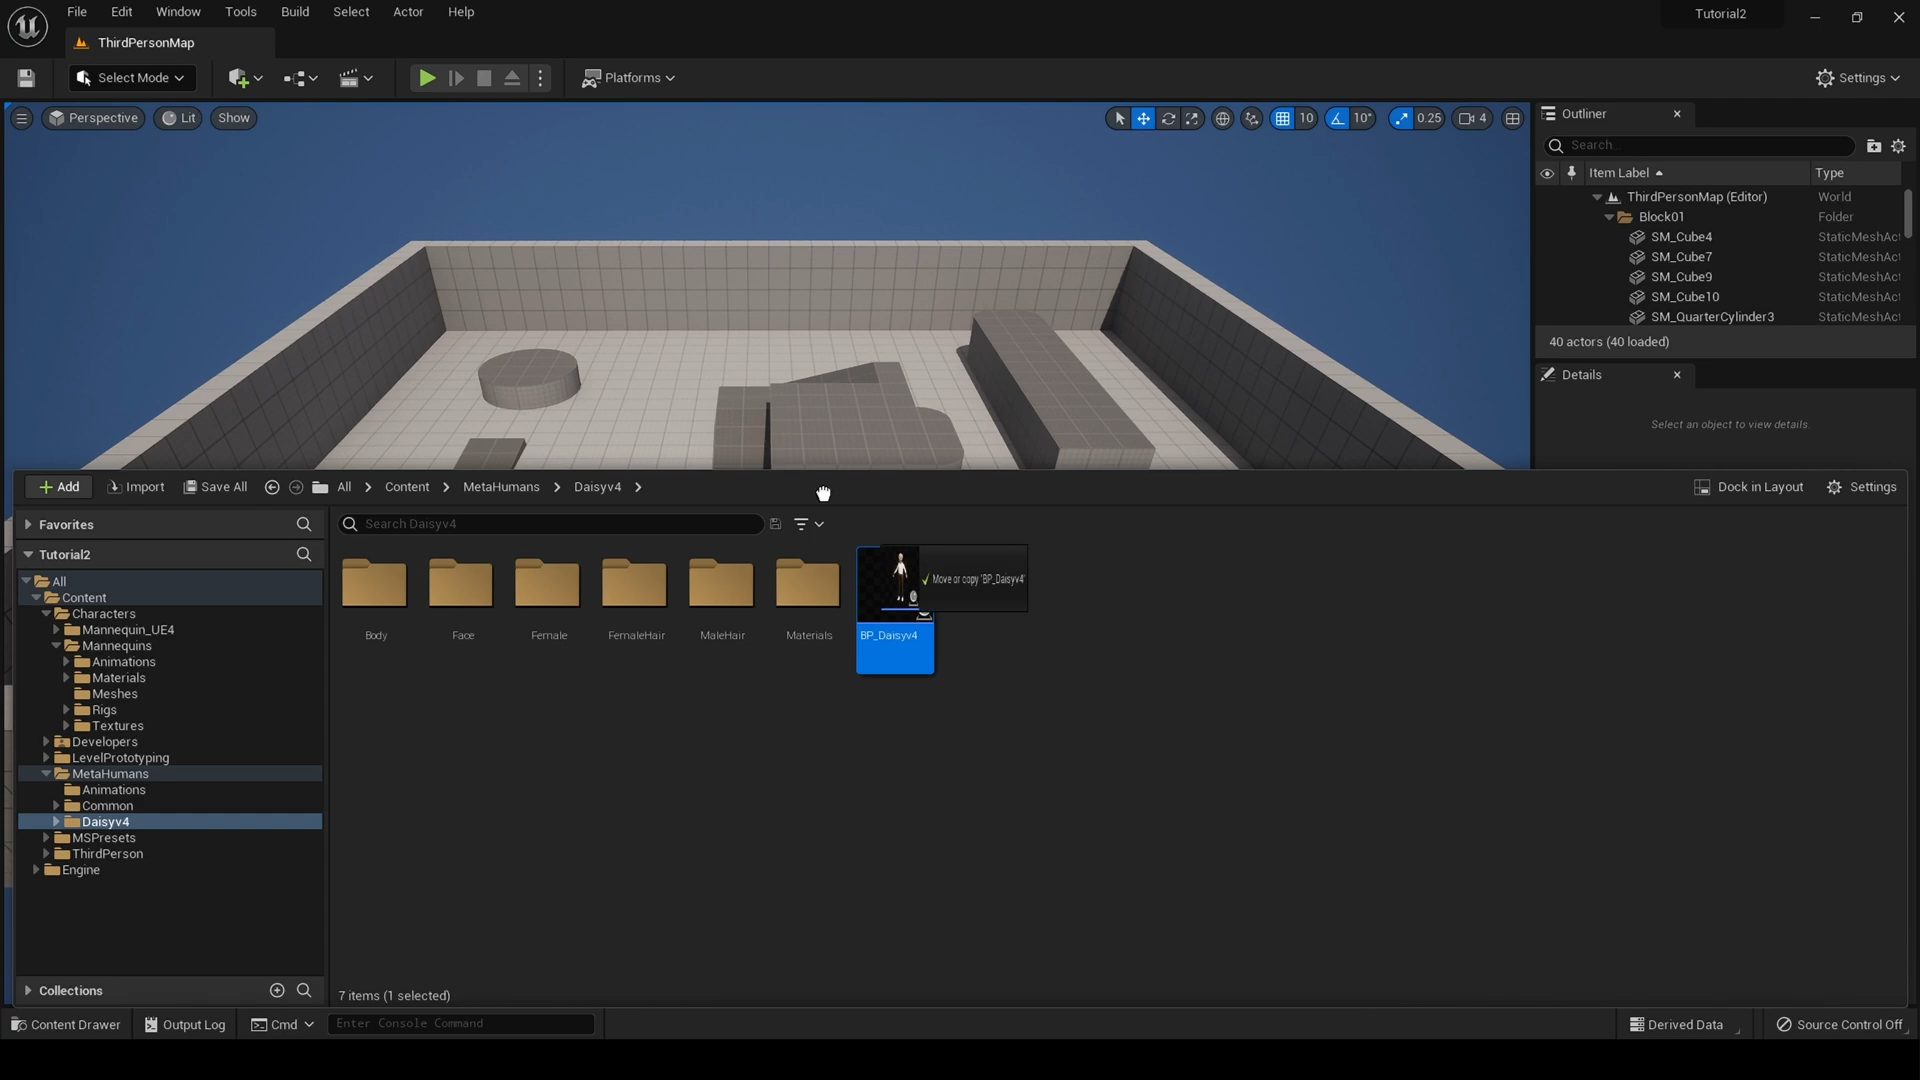 File Edit Window Tools Build Select Actor Help
Tutorial2
ThirdPersonMap
Select Mode
Platforms
Settings
Perspective
Lit
Show
10
10°
0.25
4
Outliner
Search...
Item Label
Type
ThirdPersonMap (Editor) World
Block01 Folder
SM_Cube4 StaticMeshAct
SM_Cube7 StaticMeshAct
SM_Cube9 StaticMeshAct
SM_Cube10 StaticMeshAct
SM_QuarterCylinder3 StaticMeshAct
40 actors (40 loaded)
Details
Select an object to view details.
Add
Import
Save All
All
Content
MetaHumans
Daisyv4
Dock in Layout
Settings
Favorites
Tutorial2
All
Content
Characters
Mannequin_UE4
Mannequins
Animations
Materials
Meshes
Rigs
Textures
Developers
LevelPrototyping
MetaHumans
Animations
Common
Daisyv4
MSPresets
ThirdPerson
Engine
Collections
Search Daisyv4
Move or copy 'BP_Daisyv4'
Body
Face
Female
FemaleHair
MaleHair
Materials
BP_Daisyv4
7 items (1 selected)
Content Drawer
Output Log
Cmd
Enter Console Command
Derived Data
Source Control Off